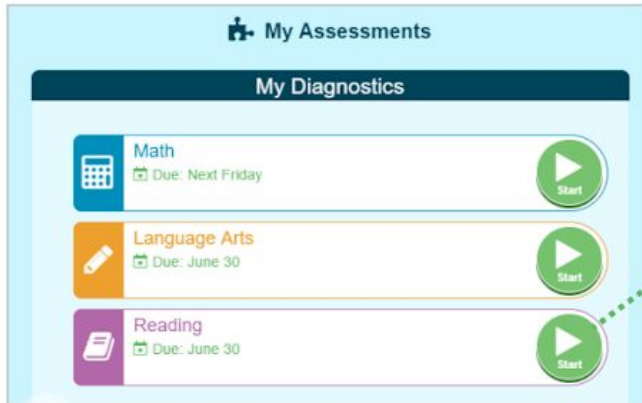 My Assessments
My Diagnostics
Math
Due: Next Friday
Start
Language Arts
Due: June 30
Start
Reading
Due: June 30
Start